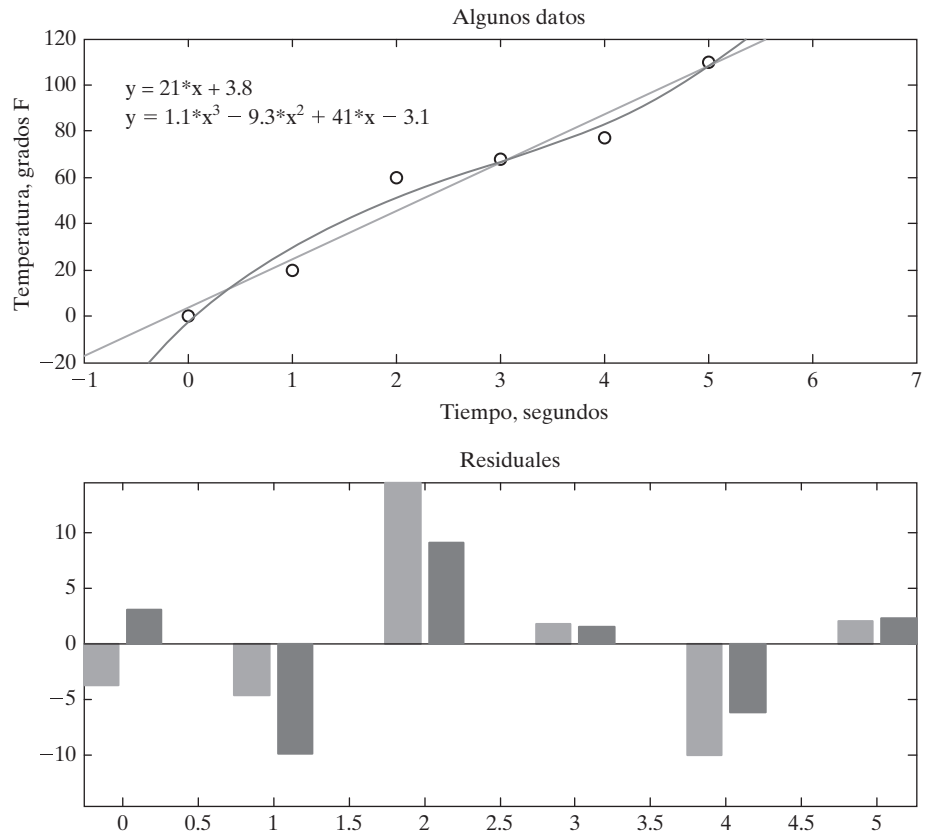 Algunos datos
120
100
80
60
40
20
0
−20
Temperatura, grados F
y = 21*x + 3.8
y = 1.1*x³ − 9.3*x² + 41*x − 3.1
−1 0 1 2 3 4 5 6 7
Tiempo, segundos
Residuales
10
5
0
−5
−10
0 0.5 1 1.5 2 2.5 3 3.5 4 4.5 5